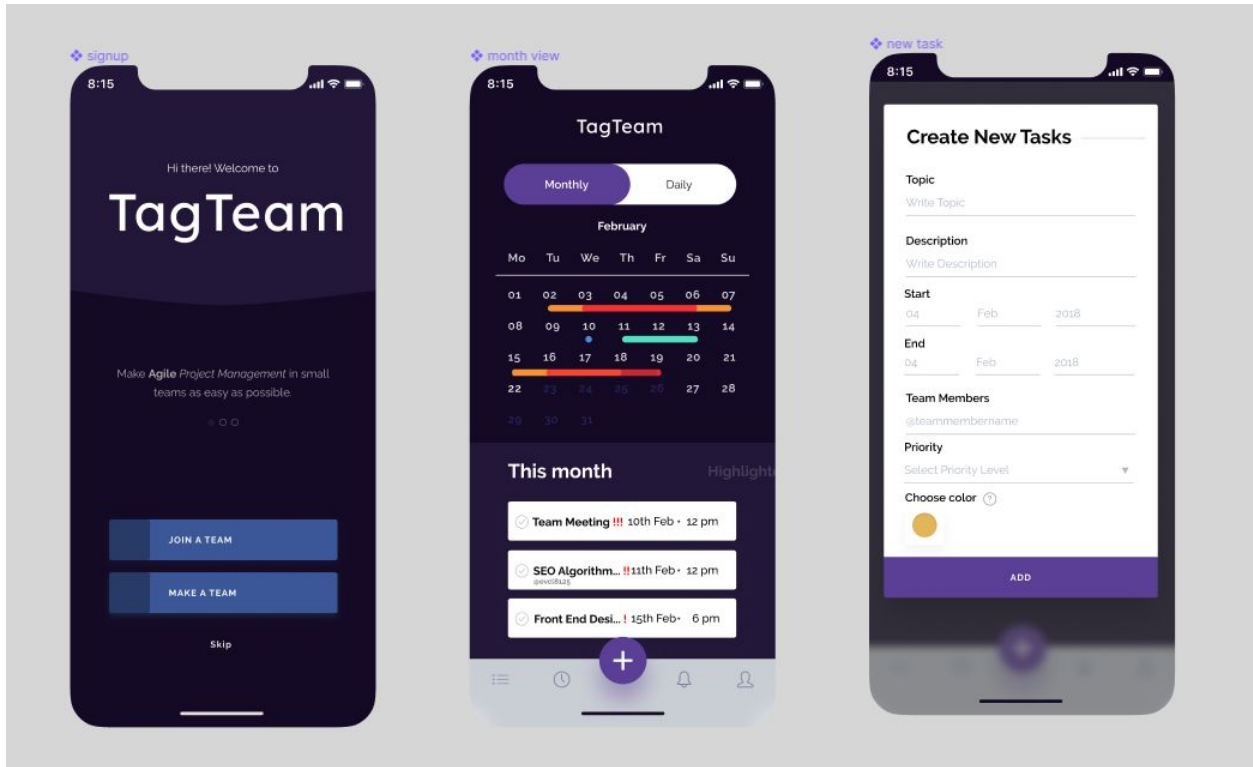 signup
8:15
Hi there! Welcome to
TagTeam
Make Agile Project Management in small
teams as easy as possible.
JOIN A TEAM
MAKE A TEAM
Skip
month view
8:15
TagTeam
Monthly Daily
February
Mo Tu We Th Fr Sa Su
01 02 03 04 05 06 07
08 09 10 11 12 13 14
15 16 17 18 19 20 21
22 23 24 25 26 27 28
29 30 31
This month Highlight
Team Meeting !!! 10th Feb • 12 pm
SEO Algorithm... !! 11th Feb • 12 pm
Front End Desi... ! 15th Feb • 6 pm
new task
8:15
Create New Tasks
Topic
Write Topic
Description
Write Description
Start
04 Feb 2018
End
04 Feb 2018
Team Members
@teammembername
Priority
Select Priority Level
Choose color ?
ADD